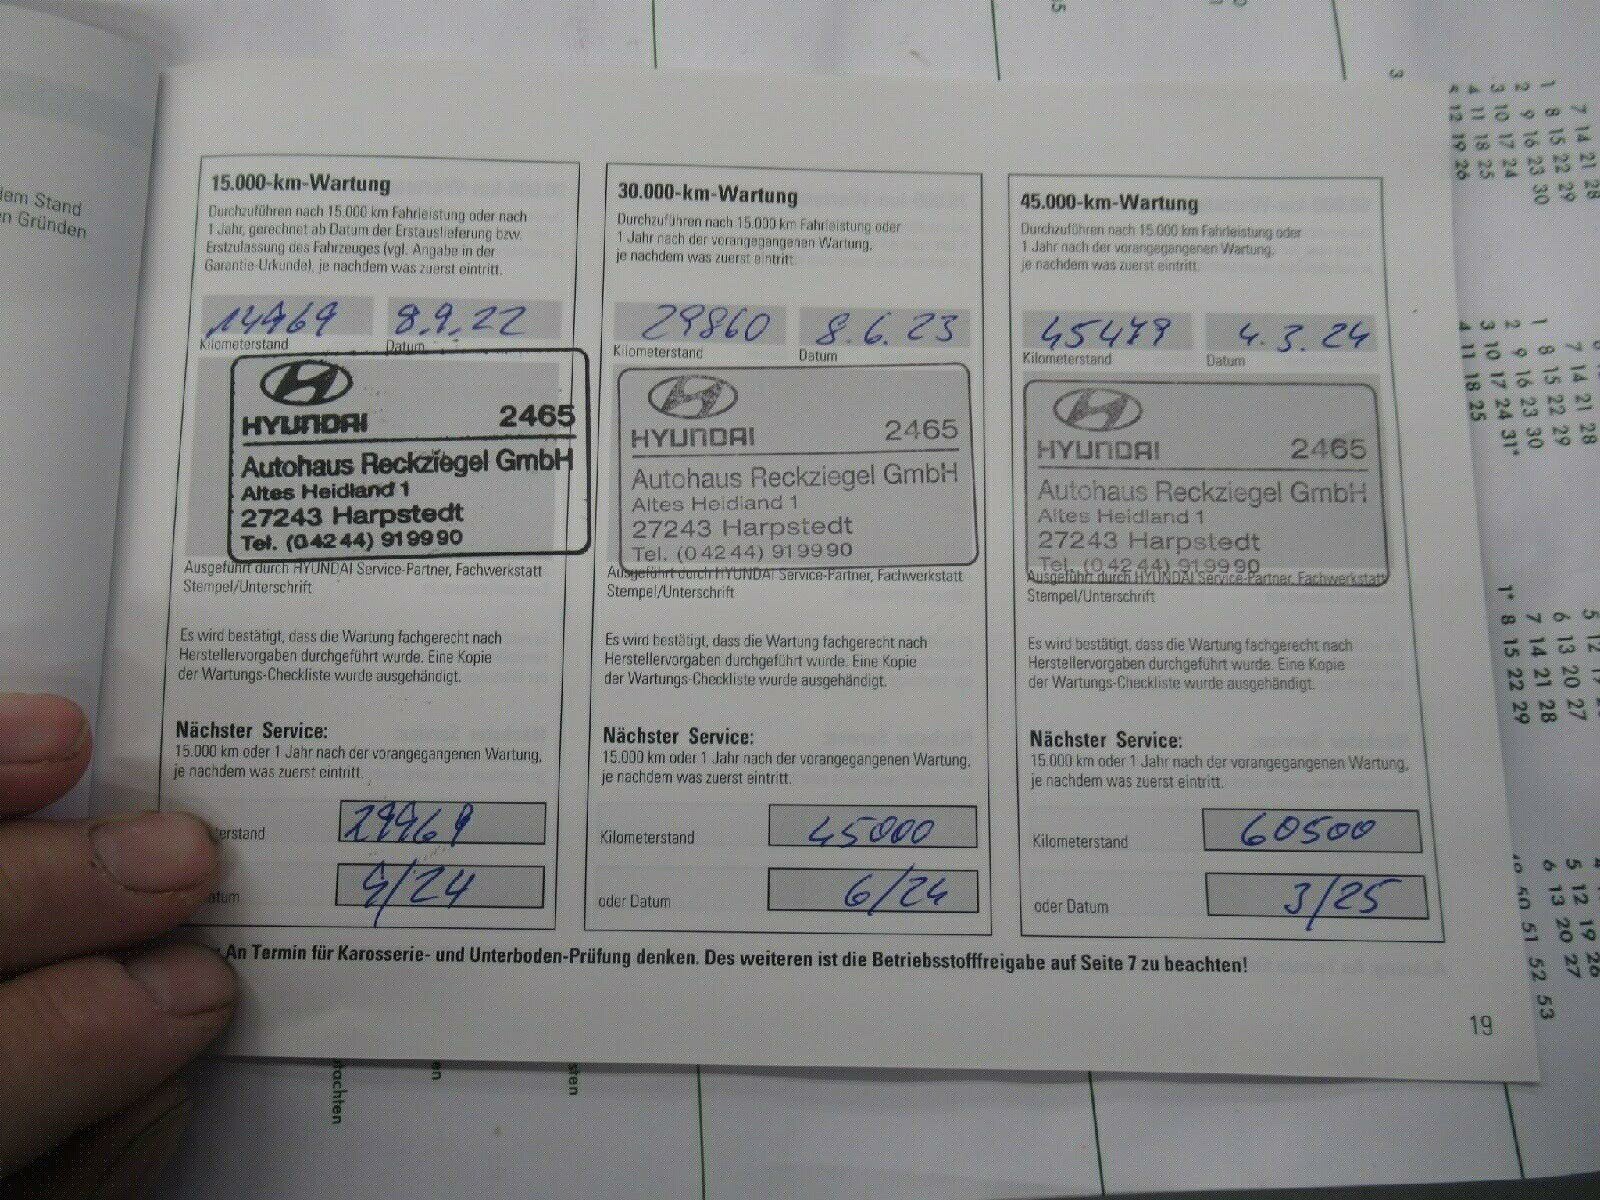 dem Stand
en Gründen
15.000-km-Wartung
Durchzuführen nach 15.000 km Fahrleistung oder nach
1 Jahr, gerechnet ab Datum der Erstauslieferung bzw.
Erstzulassung des Fahrzeuges (vgl. Angabe in der
Garantie-Urkunde), je nachdem was zuerst eintritt.
14969 8.9.22
Kilometerstand Datum
HYUNDAI 2465
Autohaus Reckziegel GmbH
Altes Heidland 1
27243 Harpstedt
Tel. (04244) 919990
Ausgeführt durch HYUNDAI Service-Partner, Fachwerkstatt
Stempel/Unterschrift
Es wird bestätigt, dass die Wartung fachgerecht nach
Herstellervorgaben durchgeführt wurde. Eine Kopie
der Wartungs-Checkliste wurde ausgehändigt.
Nächster Service:
15.000 km oder 1 Jahr nach der vorangegangenen Wartung,
je nachdem was zuerst eintritt.
erstand 29969
atum 9/24
30.000-km-Wartung
Durchzuführen nach 15.000 km Fahrleistung oder
1 Jahr nach der vorangegangenen Wartung,
je nachdem was zuerst eintritt.
29860 8.6.23
Kilometerstand Datum
HYUNDAI 2465
Autohaus Reckziegel GmbH
Altes Heidland 1
27243 Harpstedt
Tel. (04244) 919990
Ausgeführt durch HYUNDAI Service-Partner, Fachwerkstatt
Stempel/Unterschrift
Es wird bestätigt, dass die Wartung fachgerecht nach
Herstellervorgaben durchgeführt wurde. Eine Kopie
der Wartungs-Checkliste wurde ausgehändigt.
Nächster Service:
15.000 km oder 1 Jahr nach der vorangegangenen Wartung,
je nachdem was zuerst eintritt.
Kilometerstand 45000
oder Datum 6/24
45.000-km-Wartung
Durchzuführen nach 15.000 km Fahrleistung oder
1 Jahr nach der vorangegangenen Wartung,
je nachdem was zuerst eintritt.
45479 4.3.24
Kilometerstand Datum
HYUNDAI 2465
Autohaus Reckziegel GmbH
Altes Heidland 1
27243 Harpstedt
Tel. (04244) 919990
Ausgeführt durch HYUNDAI Service-Partner, Fachwerkstatt
Stempel/Unterschrift
Es wird bestätigt, dass die Wartung fachgerecht nach
Herstellervorgaben durchgeführt wurde. Eine Kopie
der Wartungs-Checkliste wurde ausgehändigt.
Nächster Service:
15.000 km oder 1 Jahr nach der vorangegangenen Wartung,
je nachdem was zuerst eintritt.
Kilometerstand 60500
oder Datum 3/25
An Termin für Karosserie- und Unterboden-Prüfung denken. Des weiteren ist die Betriebsstofffreigabe auf Seite 7 zu beachten!
19